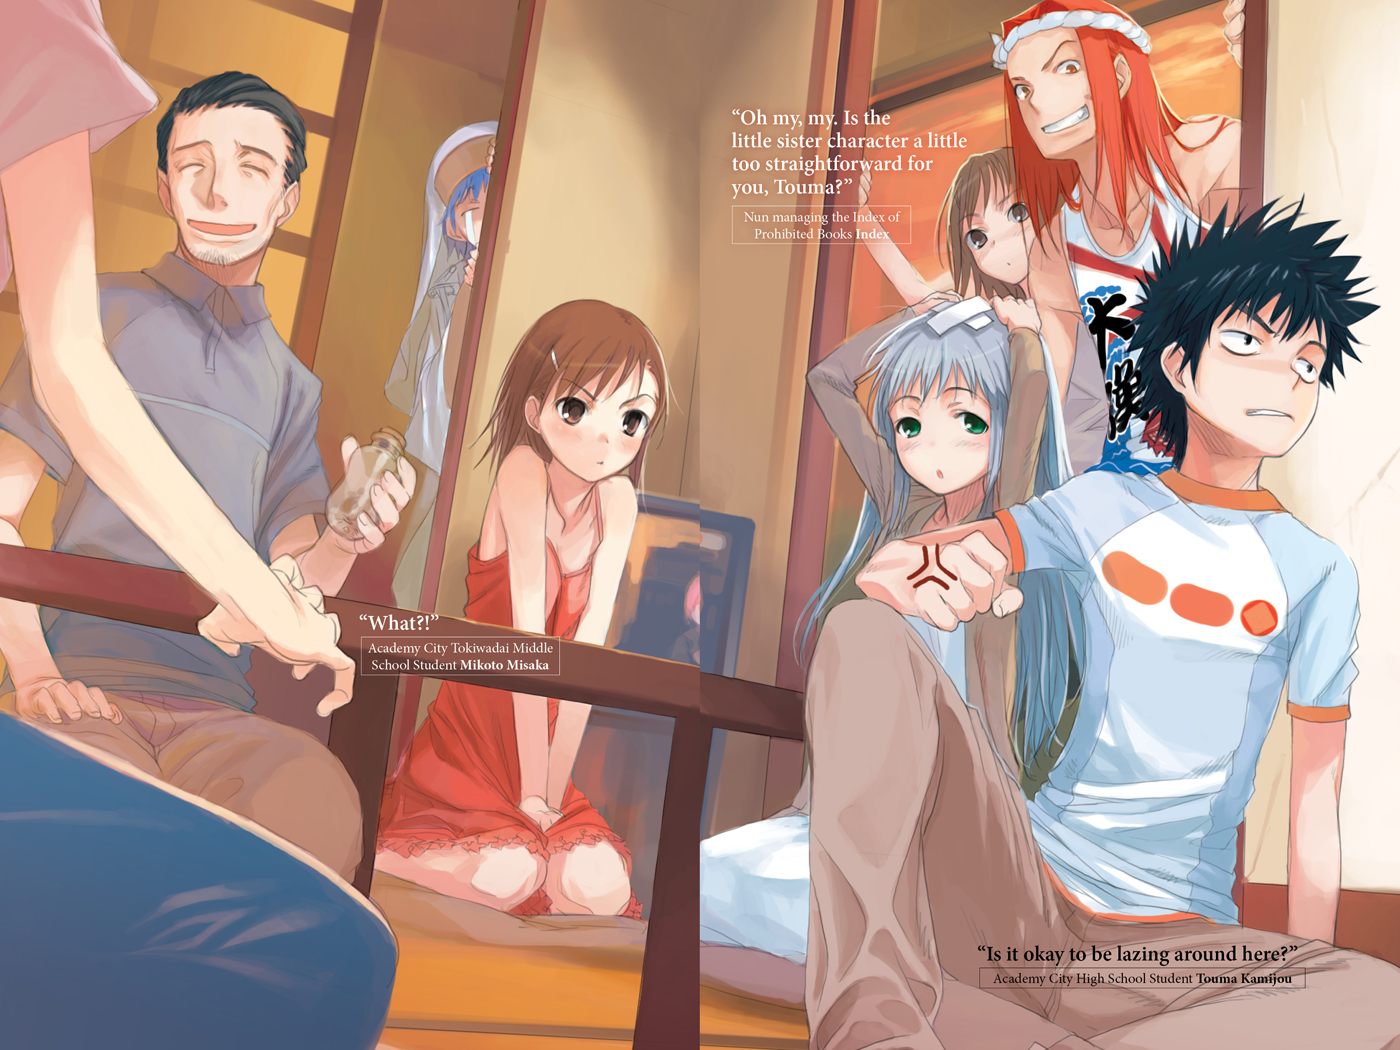 “Oh my, my. Is the
little sister character a little
too straightforward for
you, Touma?”
Nun managing the Index of
Prohibited Books Index
“What?!”
Academy City Tokiwadai Middle
School Student Mikoto Misaka
“Is it okay to be lazing around here?”
Academy City High School Student Touma Kamijou